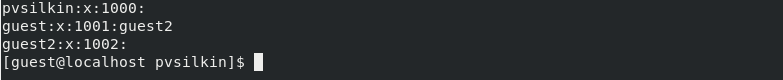 pvsilkin:x:1000:
guest:x:1001:guest2
guest2:x:1002:
[guest@localhost pvsilkin]$